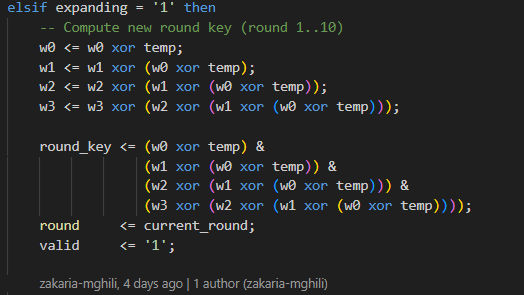 elsif expanding = '1' then
-- Compute new round key (round 1..10)
w0 <= w0 xor temp;
w1 <= w1 xor (w0 xor temp);
w2 <= w2 xor (w1 xor (w0 xor temp));
w3 <= w3 xor (w2 xor (w1 xor (w0 xor temp)));
round_key <= (w0 xor temp) &
(w1 xor (w0 xor temp)) &
(w2 xor (w1 xor (w0 xor temp))) &
(w3 xor (w2 xor (w1 xor (w0 xor temp))));
round <= current_round;
valid <= '1';
zakaria-mghili, 4 days ago | 1 author (zakaria-mghili)